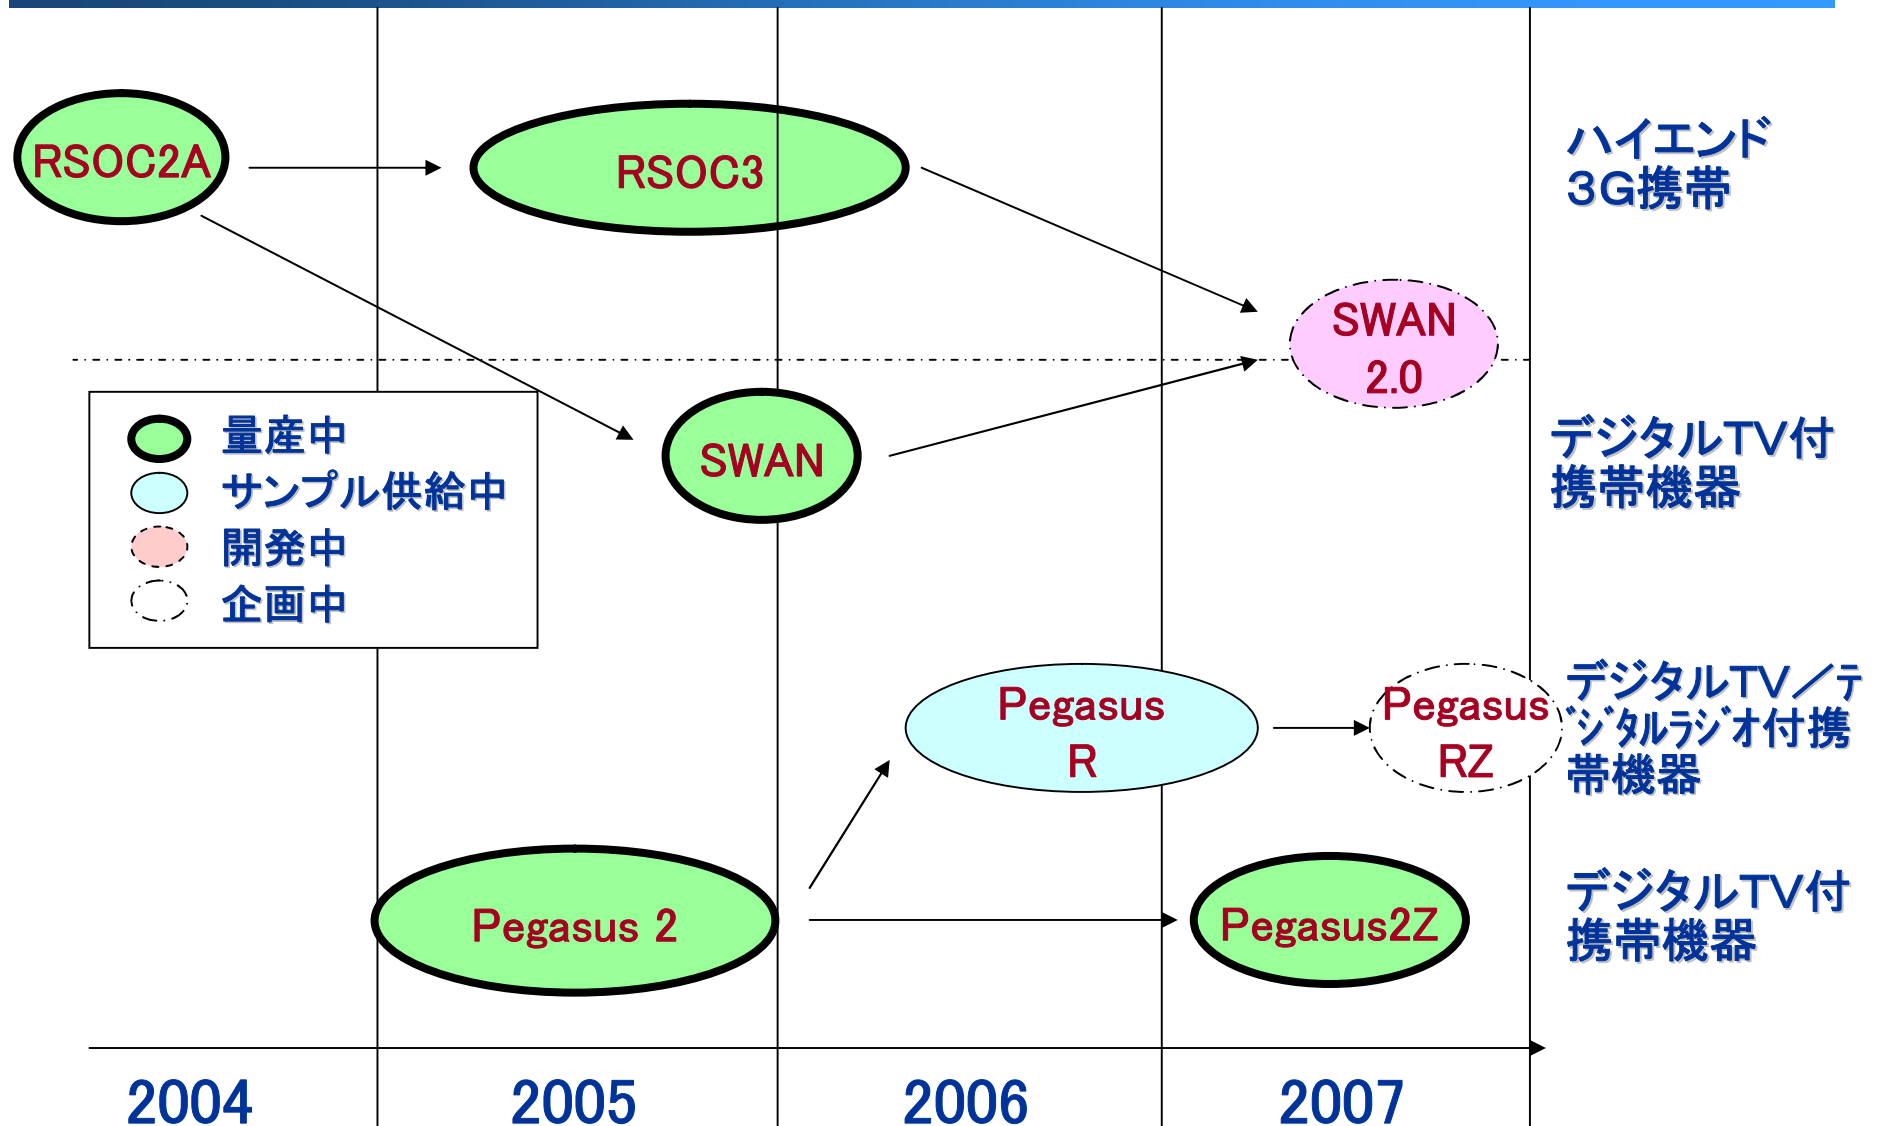 RSOC2A
RSOC3
ハイエンド
3G携帯
SWAN
2.0
量産中
サンプル供給中
開発中
企画中
SWAN
デジタルTV付
携帯機器
Pegasus
R
Pegasus
RZ
デジタルTV／ﾃ
ﾞｼﾞﾀﾙﾗｼﾞｵ付携
帯機器
Pegasus 2
Pegasus2Z
デジタルTV付
携帯機器
2004
2005
2006
2007